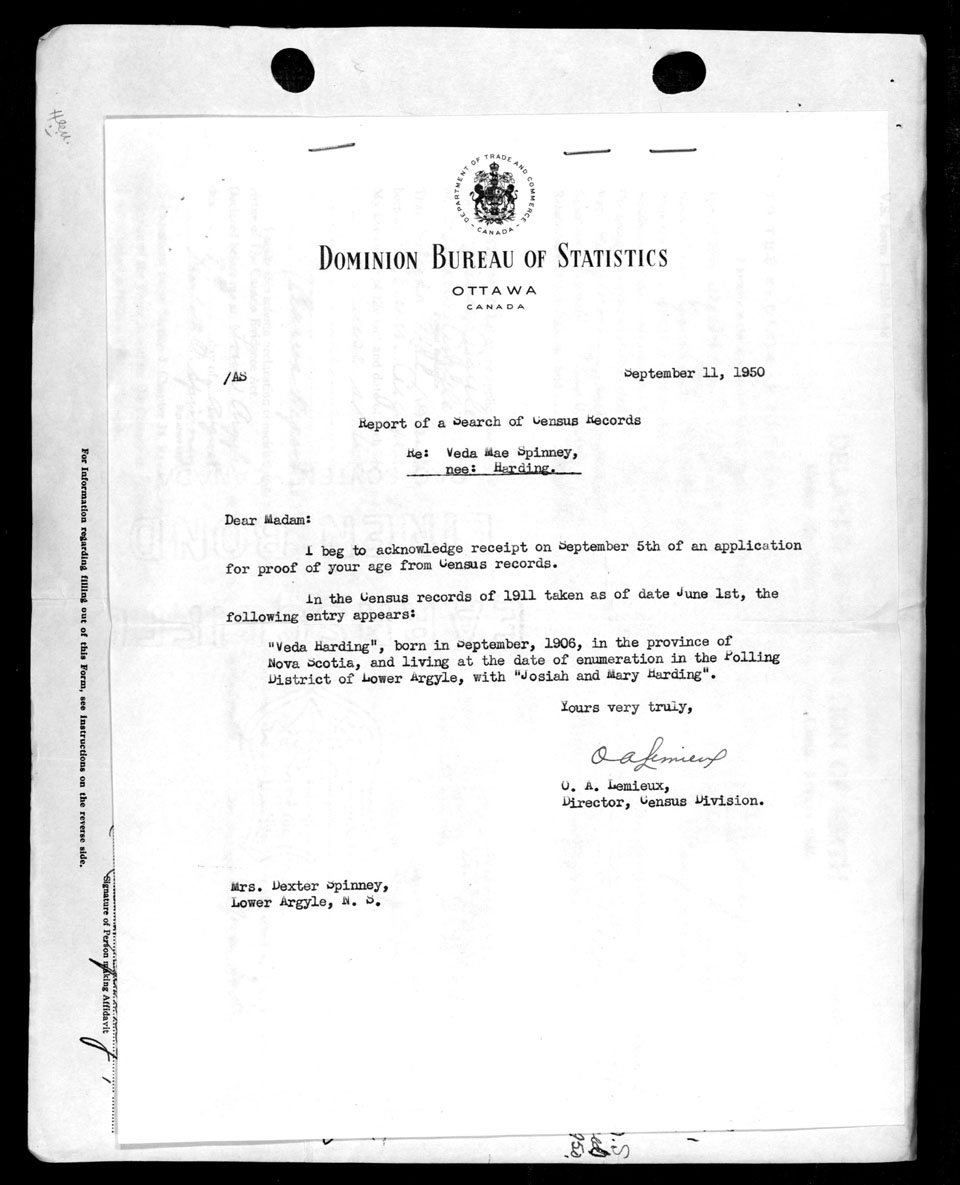 DEPARTMENT OF TRADE AND COMMERCE
- CANADA -
DOMINION BUREAU OF STATISTICS
OTTAWA
CANADA
/AS
September 11, 1950
Report of a Search of Census Records
Re: Veda Mae Spinney,
nee: Harding.
Dear Madam:
I beg to acknowledge receipt on September 5th of an application
for proof of your age from Census records.
In the Census records of 1911 taken as of date June 1st, the
following entry appears:
"Veda Harding", born in September, 1906, in the province of
Nova Scotia, and living at the date of enumeration in the Polling
District of Lower Argyle, with "Josiah and Mary Harding".
Yours very truly,
O A Lemieux
O. A. Lemieux,
Director, Census Division.
Mrs. Dexter Spinney,
Lower Argyle, N. S.
For Information regarding filling out of this Form, see Instructions on the reverse side.
Signature of Person making Affidavit